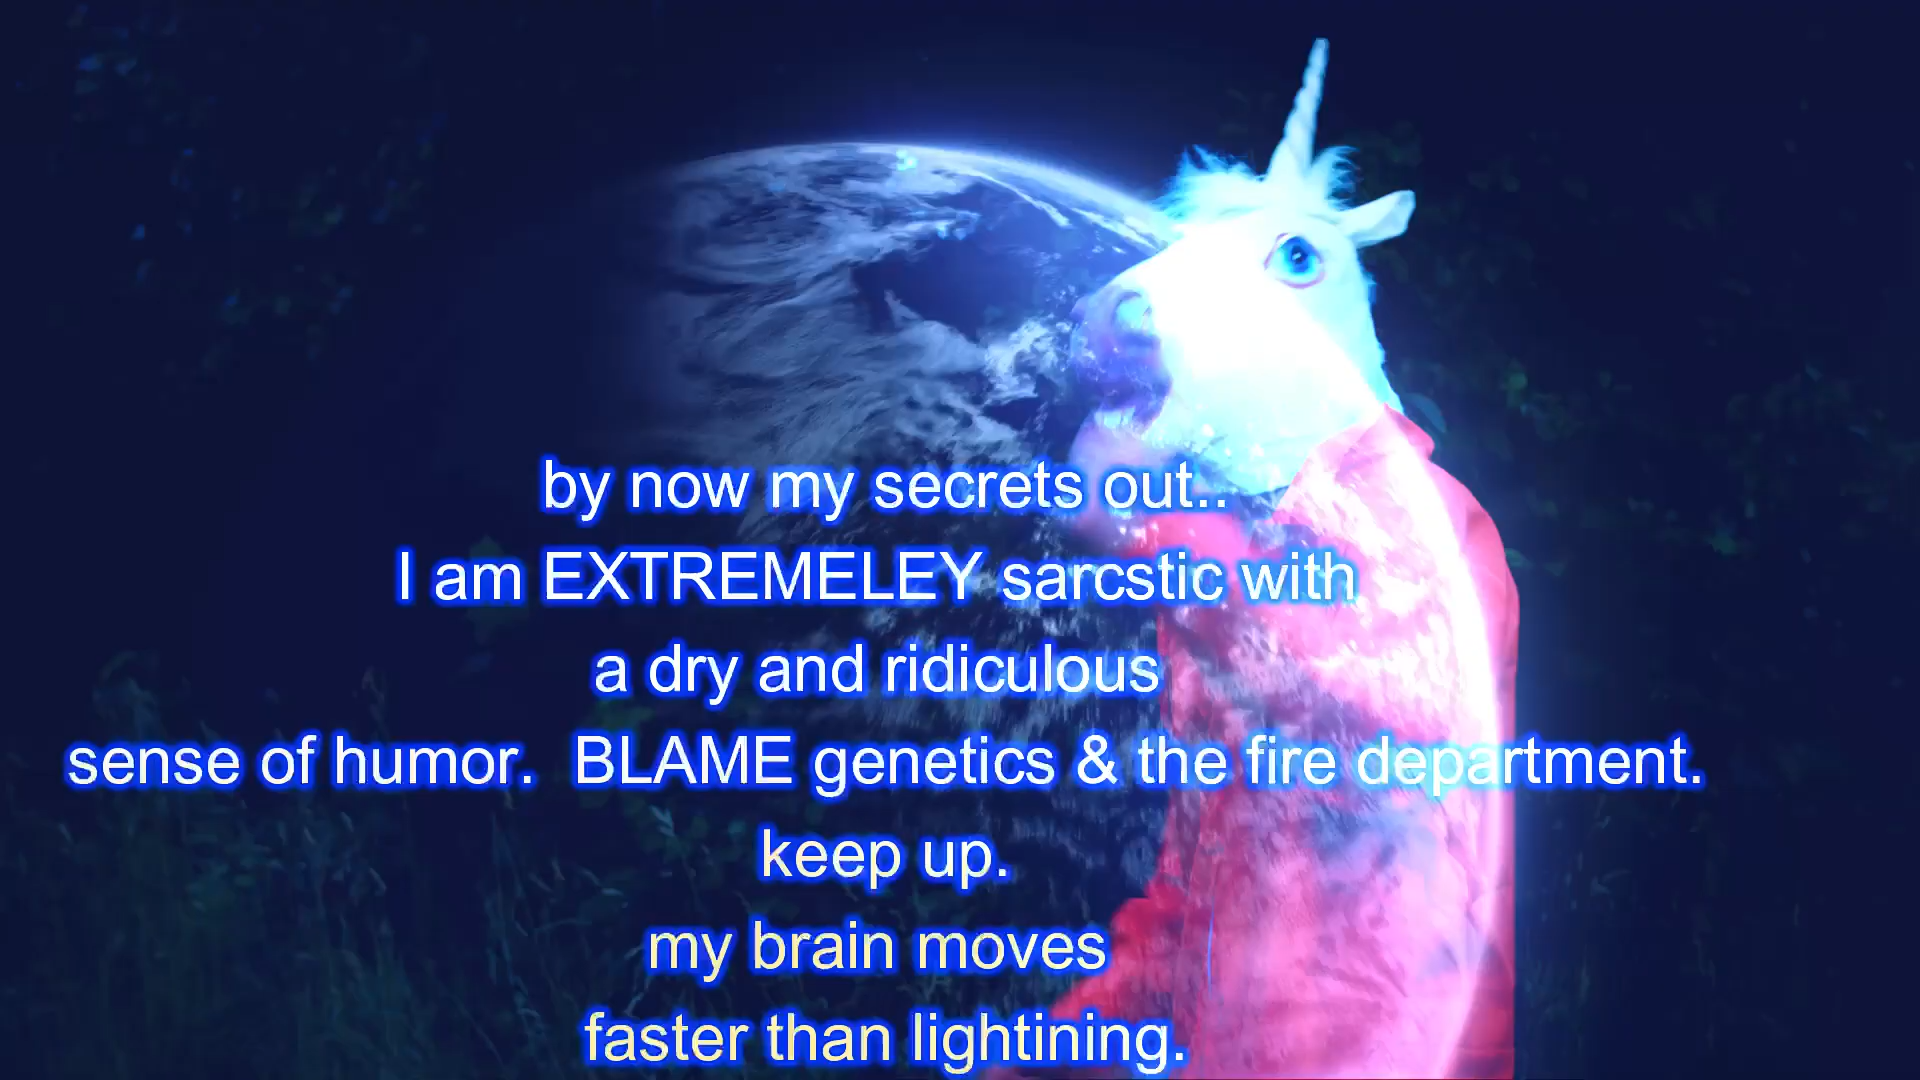 by now my secrets out..
I am EXTREMELEY sarcstic with
a dry and ridiculous
sense of humor.  BLAME genetics & the fire department.
keep up.
my brain moves
faster than lightining.